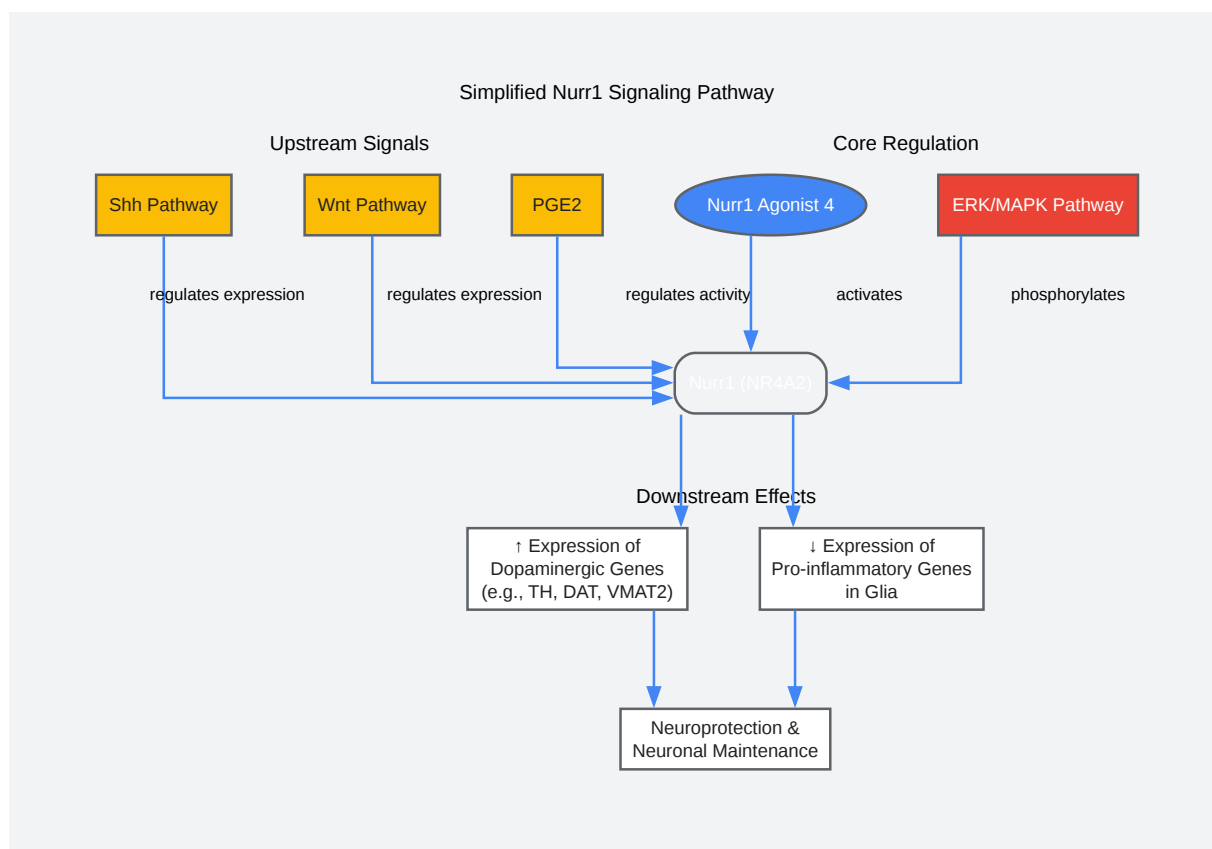 Simplified Nurr1 Signaling Pathway
Upstream Signals
Core Regulation
Shh Pathway
Wnt Pathway
PGE2
Nurr1 Agonist 4
ERK/MAPK Pathway
regulates expression
regulates expression
regulates activity
activates
phosphorylates
Nurr1 (NR4A2)
Downstream Effects
↑ Expression of
Dopaminergic Genes
(e.g., TH, DAT, VMAT2)
↓ Expression of
Pro-inflammatory Genes
in Glia
Neuroprotection &
Neuronal Maintenance